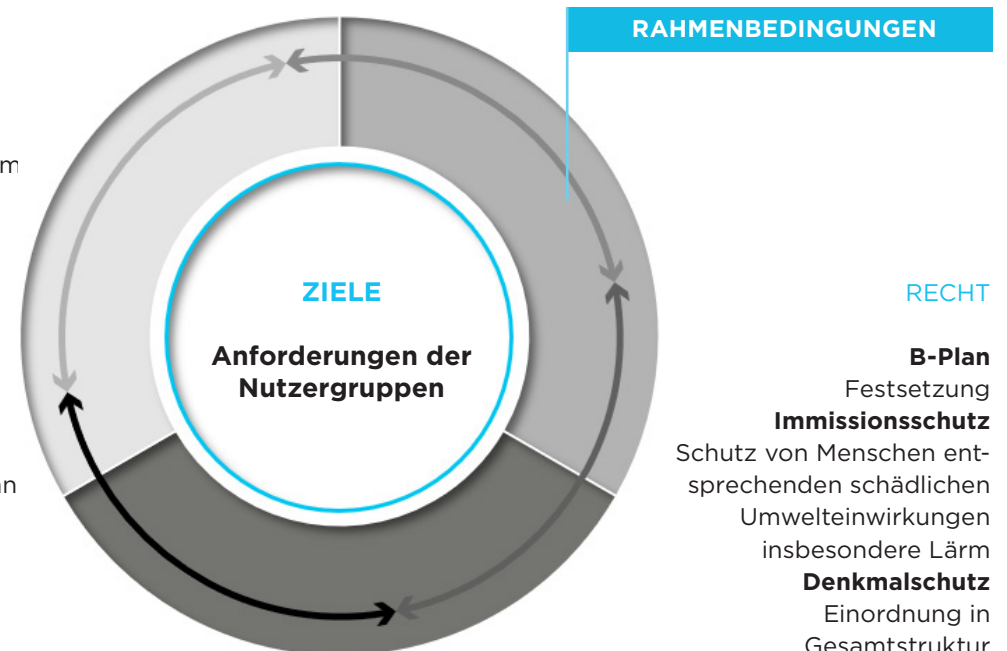 RAHMENBEDINGUNGEN
ZIELE
Anforderungen der
Nutzergruppen
RECHT
B-Plan
Festsetzung
Immissionsschutz
Schutz von Menschen ent-
sprechenden schädlichen
Umwelteinwirkungen
insbesondere Lärm
Denkmalschutz
Einordnung in
Gesamtstruktur